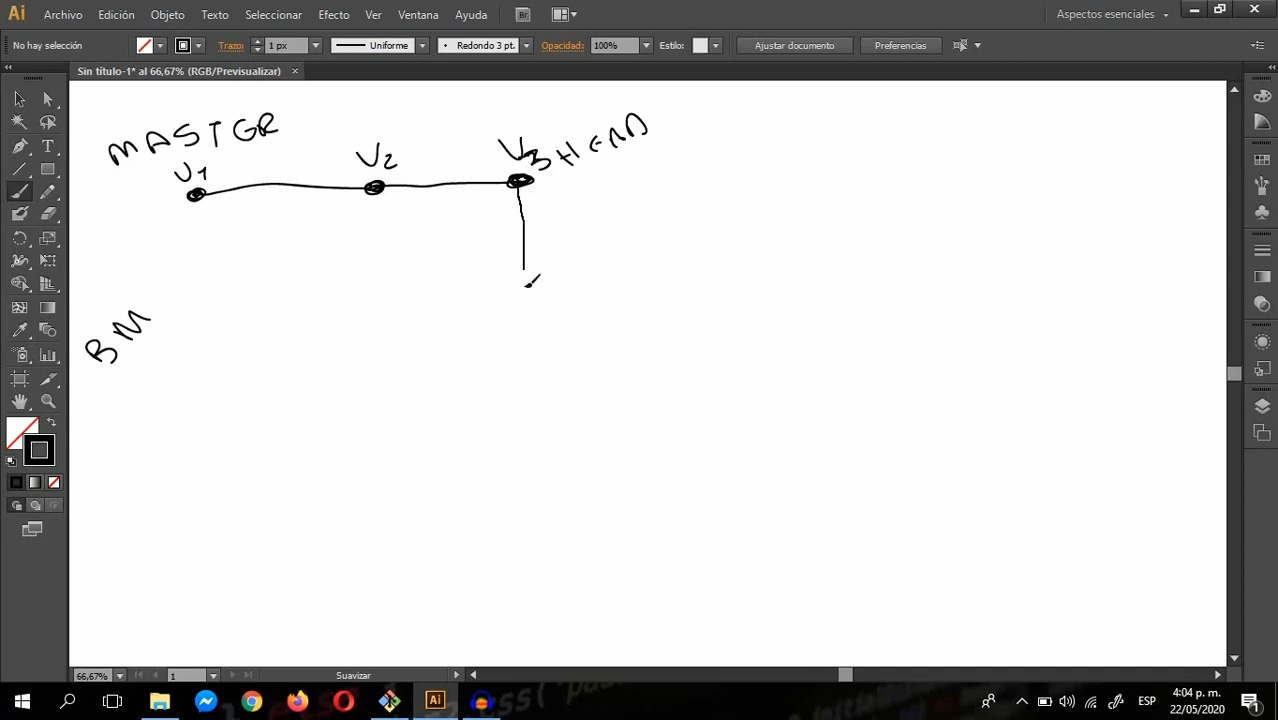 Ai Archivo Edición Objeto Texto Seleccionar Efecto Ver Ventana Ayuda Br Aspectos esenciales
No hay selección Trazo: 1 px Uniforme Redondo 3 pt. Opacidad: 100% Estilo: Ajustar documento Preferencias
Sin título-1* al 66,67% (RGB/Previsualizar)
MASTER
V1
V2
V3 HEAD
BM
66,67% 1 Suavizar
Ai ESP 4:04 p. m.
22/05/2020